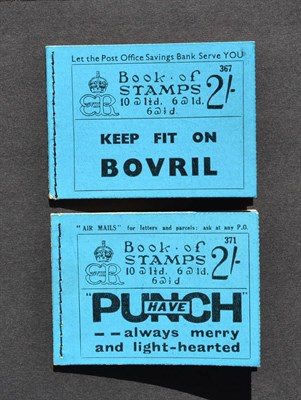 Let the Post Office Savings Bank Serve YOU
367
Book of
STAMPS
10 @ 1½d. 6 @ 1d.
6 @ ½d.
2/-
KEEP FIT ON
BOVRIL
"AIR MAILS" for letters and parcels: ask at any P.O.
371
Book of
STAMPS
10 @ 1½d. 6 @ 1d.
6 @ ½d
2/-
HAVE
"PUNCH"
--always merry
and light-hearted